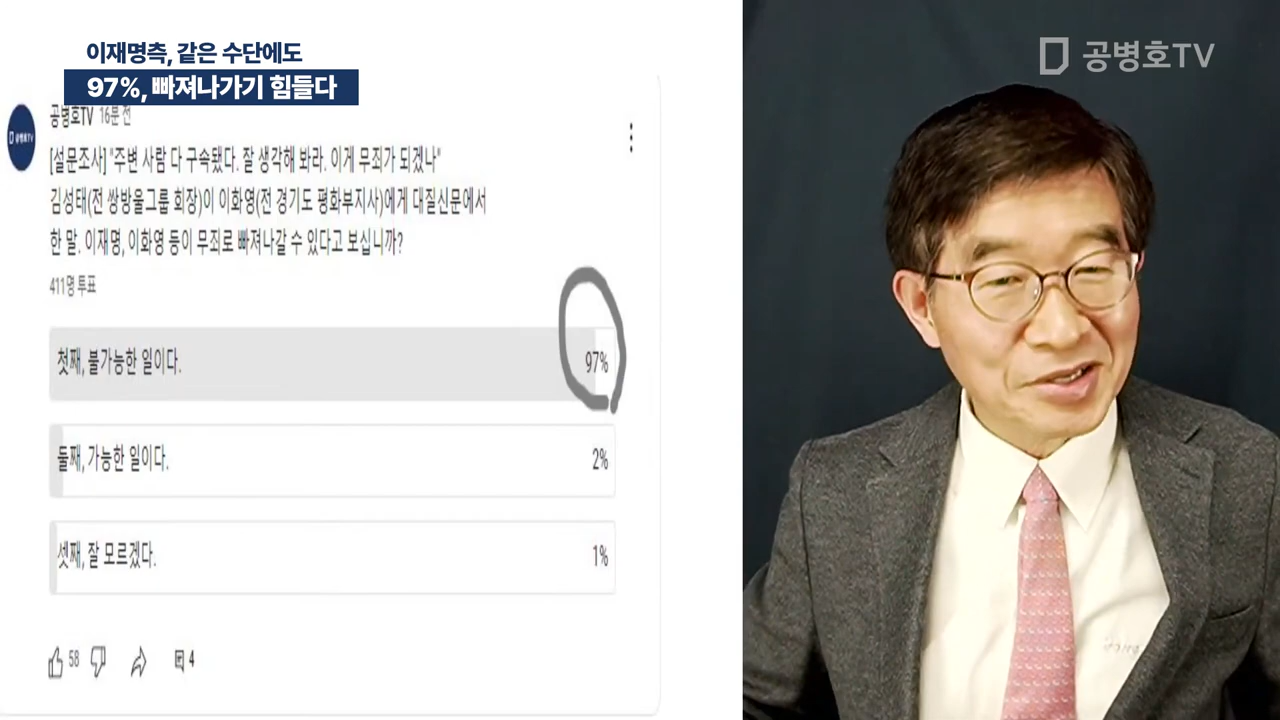 이재명측, 같은 수단에도
97%, 빠져나가기 힘들다
공병호TV
공병호TV 16분 전
[설문조사] "주변 사람 다 구속됐다. 잘 생각해 봐라. 이게 무죄가 되겠나"
김성태(전 쌍방울그룹 회장)이 이화영(전 경기도 평화부지사)에게 대질신문에서
한 말. 이재명, 이화영 등이 무죄로 빠져나갈 수 있다고 보십니까?
411명 투표
첫째, 불가능한 일이다. 97%
둘째, 가능한 일이다. 2%
셋째, 잘 모르겠다. 1%
58 4